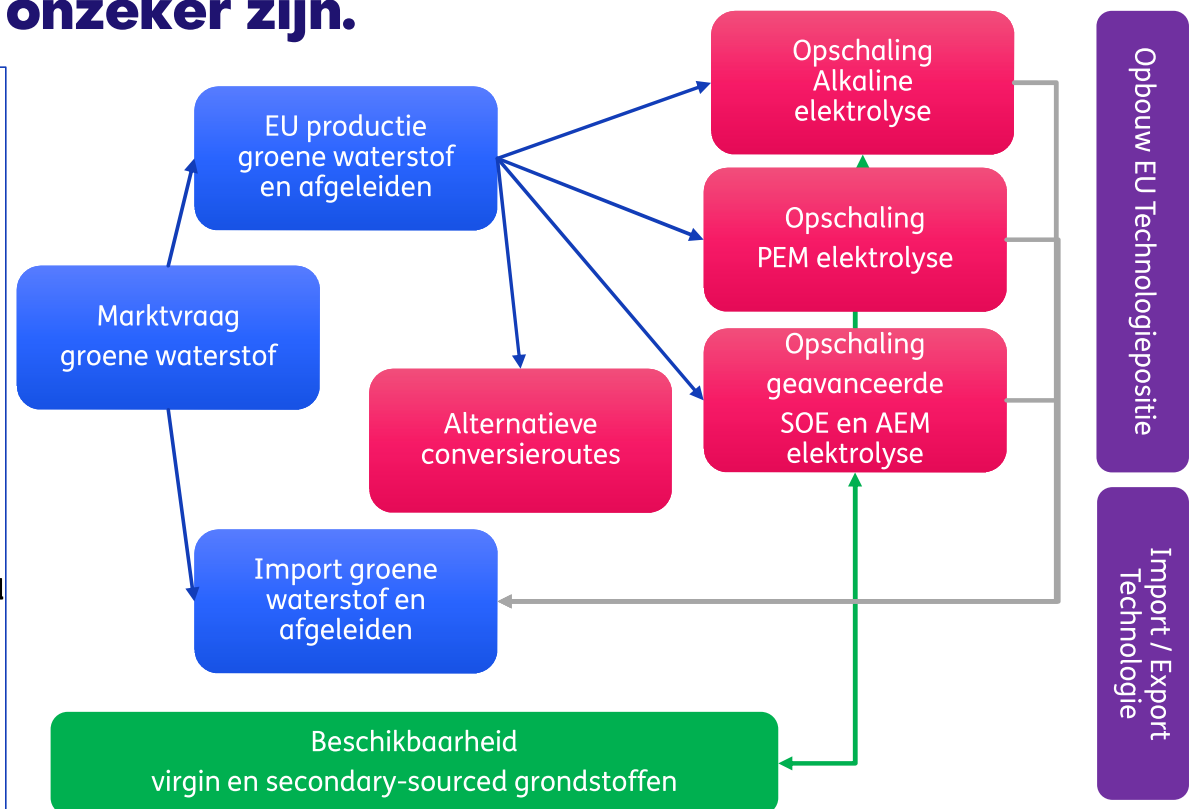 onzeker zijn.
Opschaling
Alkaline
elektrolyse
EU productie
groene waterstof
en afgeleiden
Opschaling
PEM elektrolyse
Marktvraag
groene waterstof
Opschaling
geavanceerde
SOE en AEM
elektrolyse
Alternatieve
conversieroutes
Import groene
waterstof en
afgeleiden
Beschikbaarheid
virgin en secondary-sourced grondstoffen
Opbouw EU Technologiepositie
Import / Export
Technologie